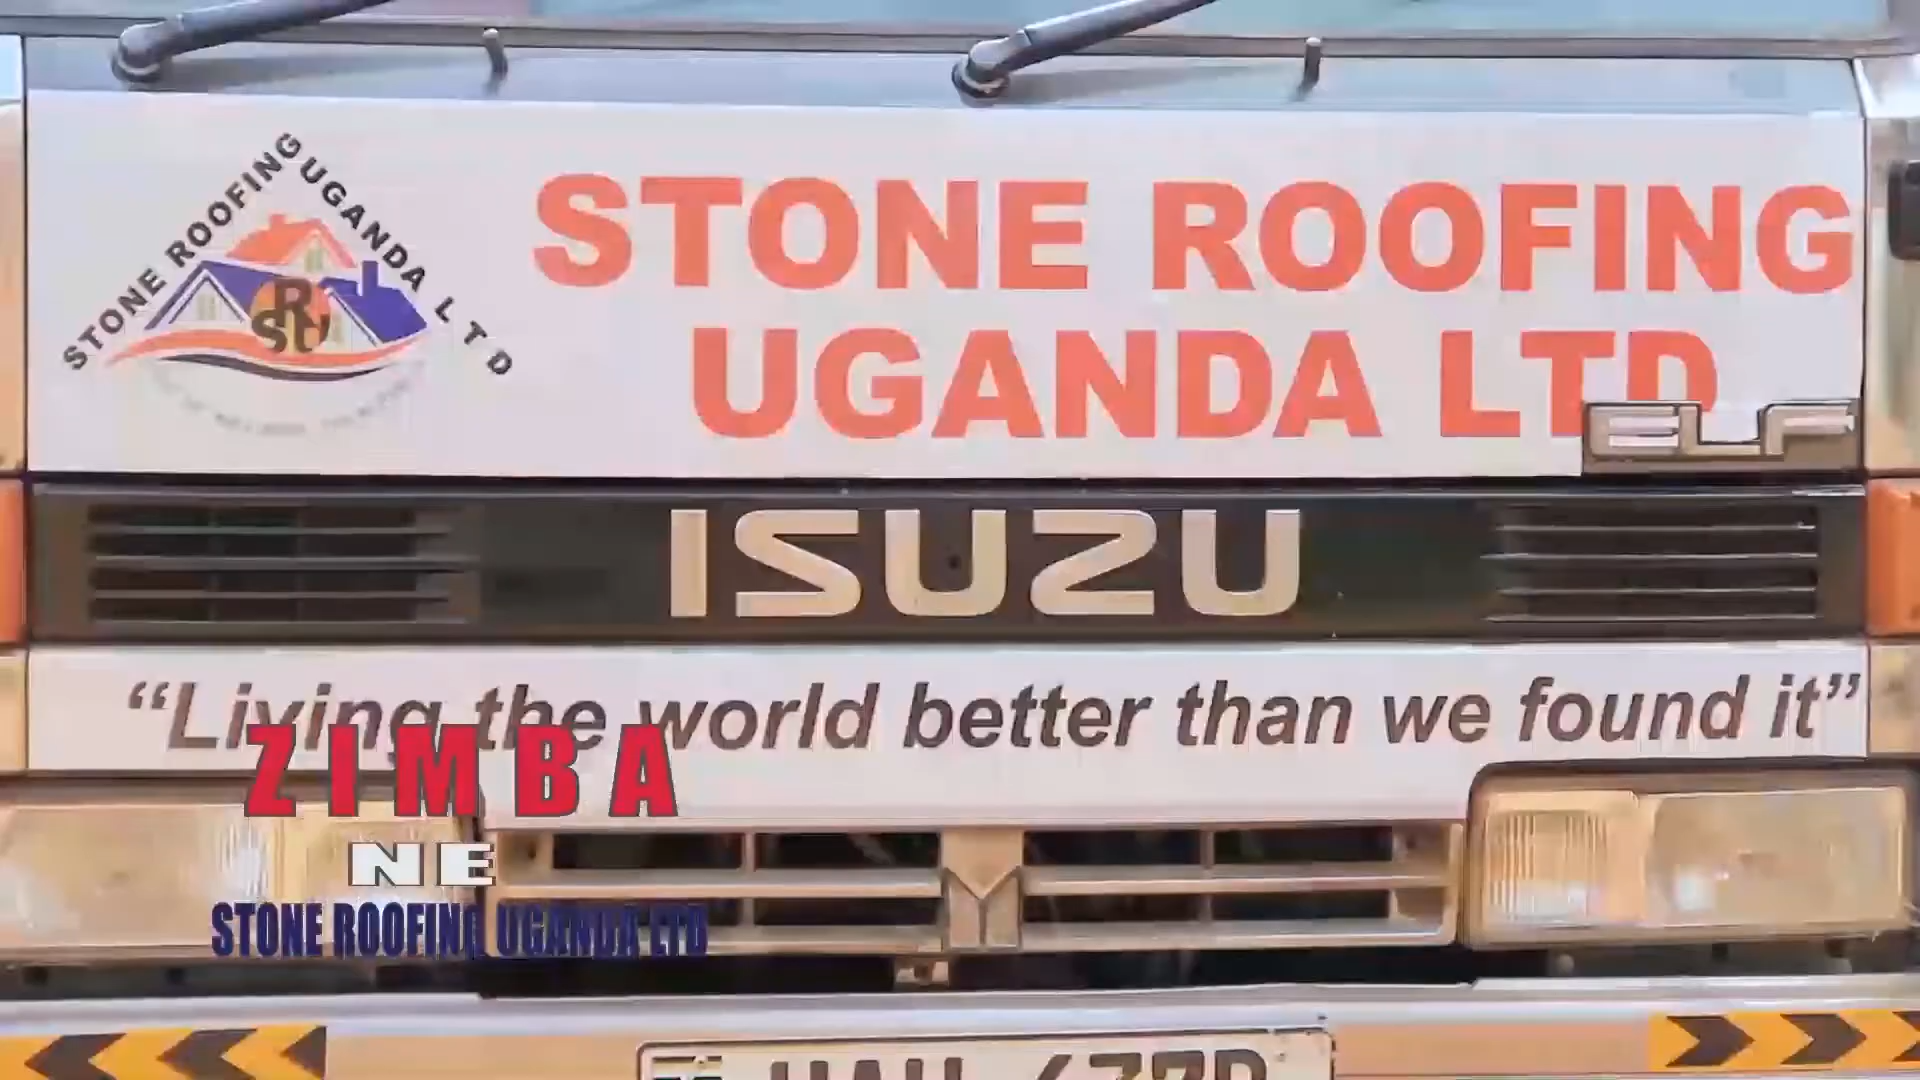 STONE ROOFING UGANDA LTD
RSU
STONE ROOFING
UGANDA LTD
ELF
ISUZU
“Living the world better than we found it”
ZIMBA
NE
STONE ROOFING UGANDA LTD